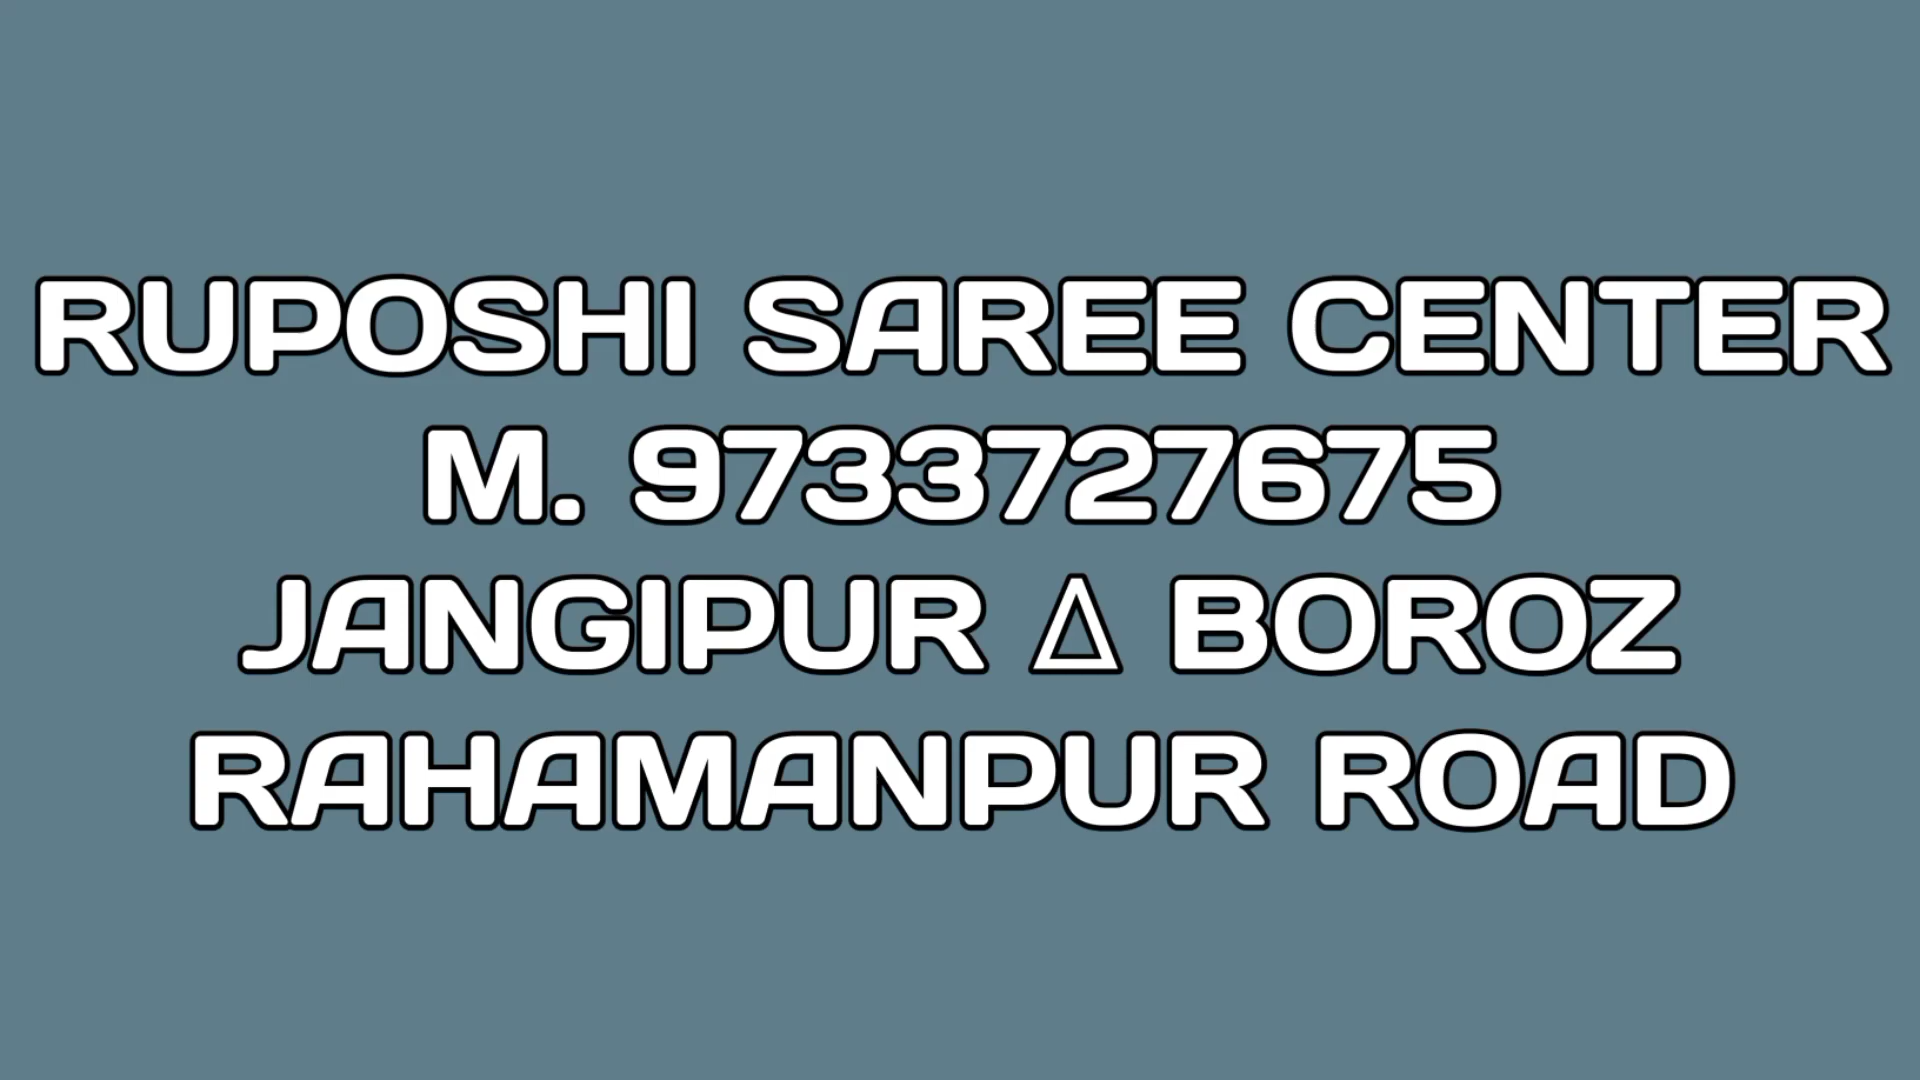 RUPOSHI SAREE CENTER
M. 9733727675
JANGIPUR ∆ BOROZ
RAHAMANPUR ROAD